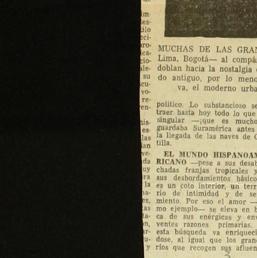 MUCHAS DE LAS GRAN
Lima, Bogotá— al compás
doblan hacia la nostalgia
do antiguo, por lo meno
va, el moderno urba
político. Lo substancioso se
traer hasta hoy todo lo que
singular —¡que es mucho
guardaba Suramérica antes
la llegada de las naves de C
tilla.
EL MUNDO HISPANOAM
RICANO —pese a sus desab
chadas franjas tropicales y
sus desbordamientos básico
es un coto interior, un terr
rio de intimidad y de se
miento. Por eso el amor —
mo ejemplo— se eleva en b
ca de sus energías y en
ventes razones primarias.
esta búsqueda va enriquecié
dose, al igual que los grand
ríos que recogen sus afluen